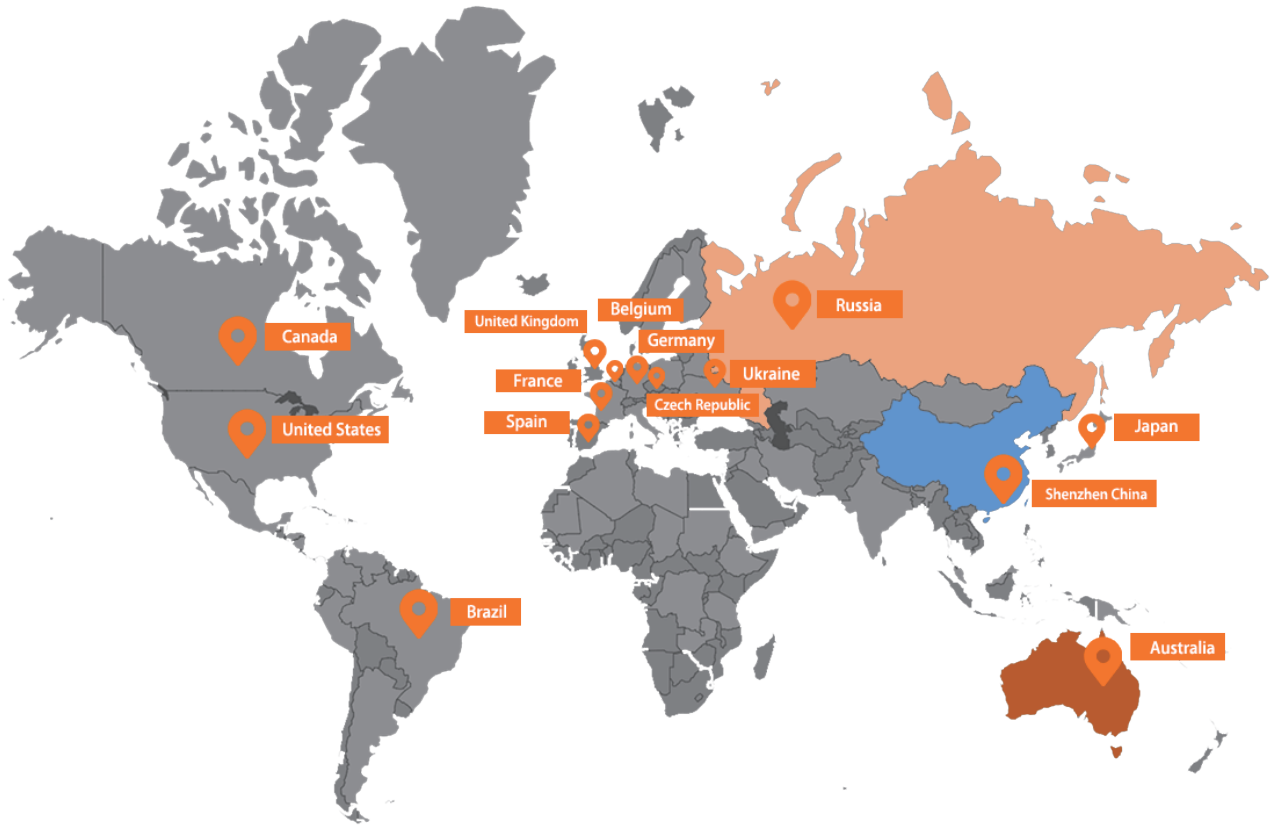 Belgium
Russia
United Kingdom
Canada
Germany
Ukraine
France
Czech Republic
Spain
United States
Japan
Shenzhen China
Brazil
Australia